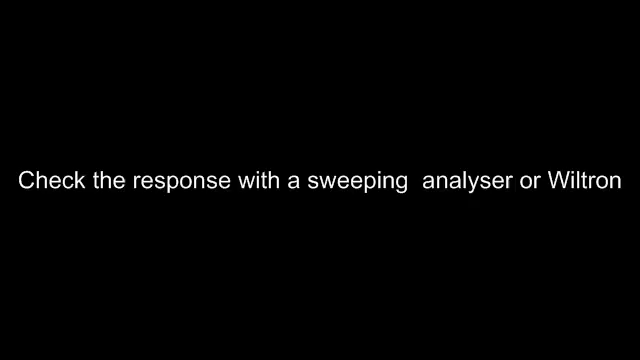 Check the response with a sweeping  analyser or Wiltron